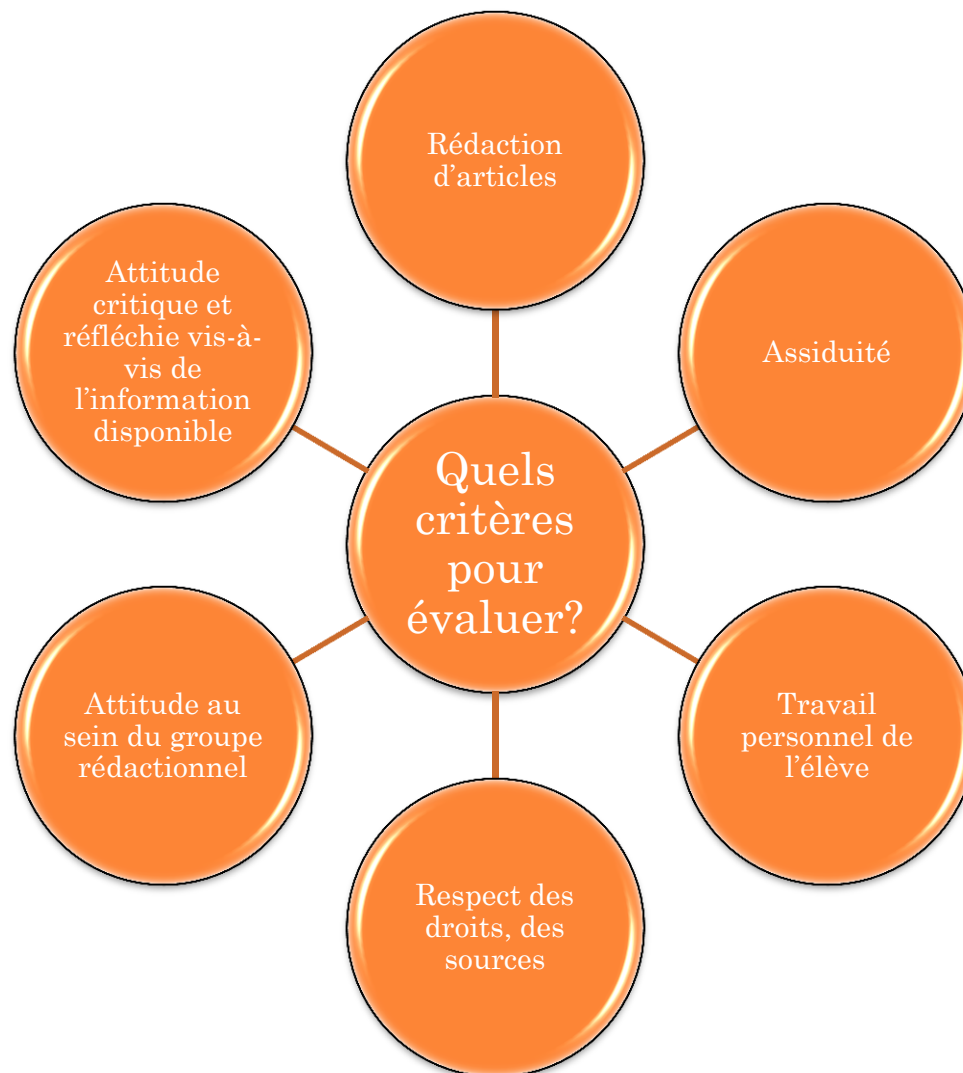 Rédaction
d'articles
Assiduité
Travail
personnel de
l'élève
Respect des
droits, des
sources
Attitude au
sein du groupe
rédactionnel
Attitude
critique et
réfléchie vis-à-
vis de
l'information
disponible
Quels
critères
pour
évaluer?